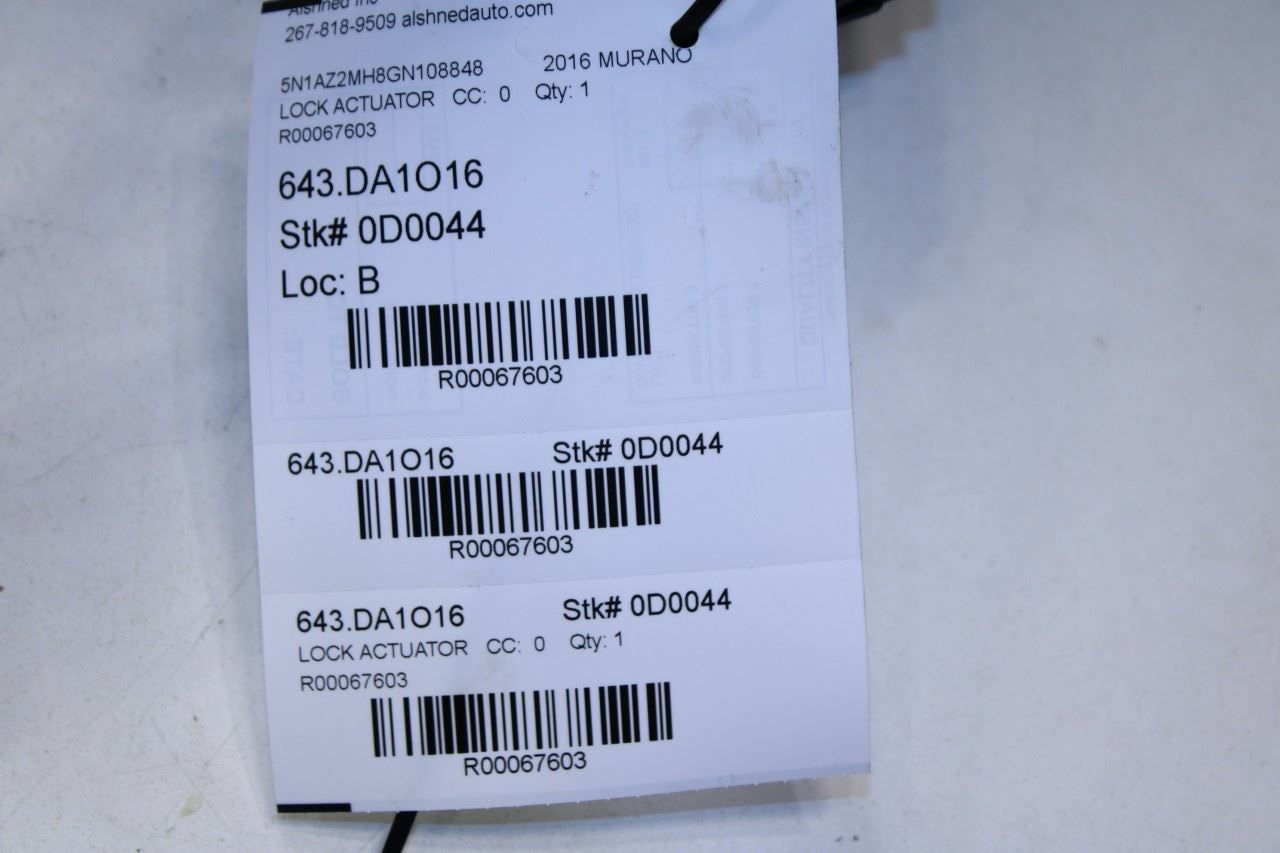 Alshned Inc
267-818-9509 alshnedauto.com
5N1AZ2MH8GN108848 2016 MURANO
LOCK ACTUATOR CC: 0 Qty: 1
R00067603
643.DA1O16
Stk# 0D0044
Loc: B
R00067603
643.DA1O16 Stk# 0D0044
R00067603
643.DA1O16 Stk# 0D0044
LOCK ACTUATOR CC: 0 Qty: 1
R00067603
R00067603